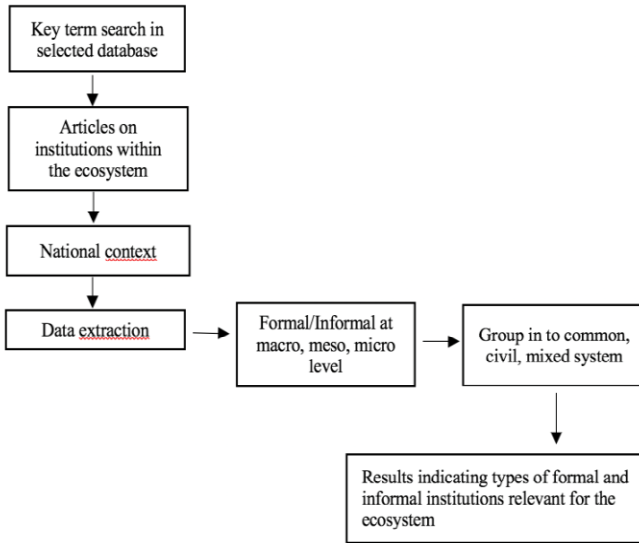 Key term search in
selected database
Articles on
institutions within
the ecosystem
National context
Data extraction
Formal/Informal at
macro, meso, micro
level
Group in to common,
civil, mixed system
Results indicating types of formal and
informal institutions relevant for the
ecosystem